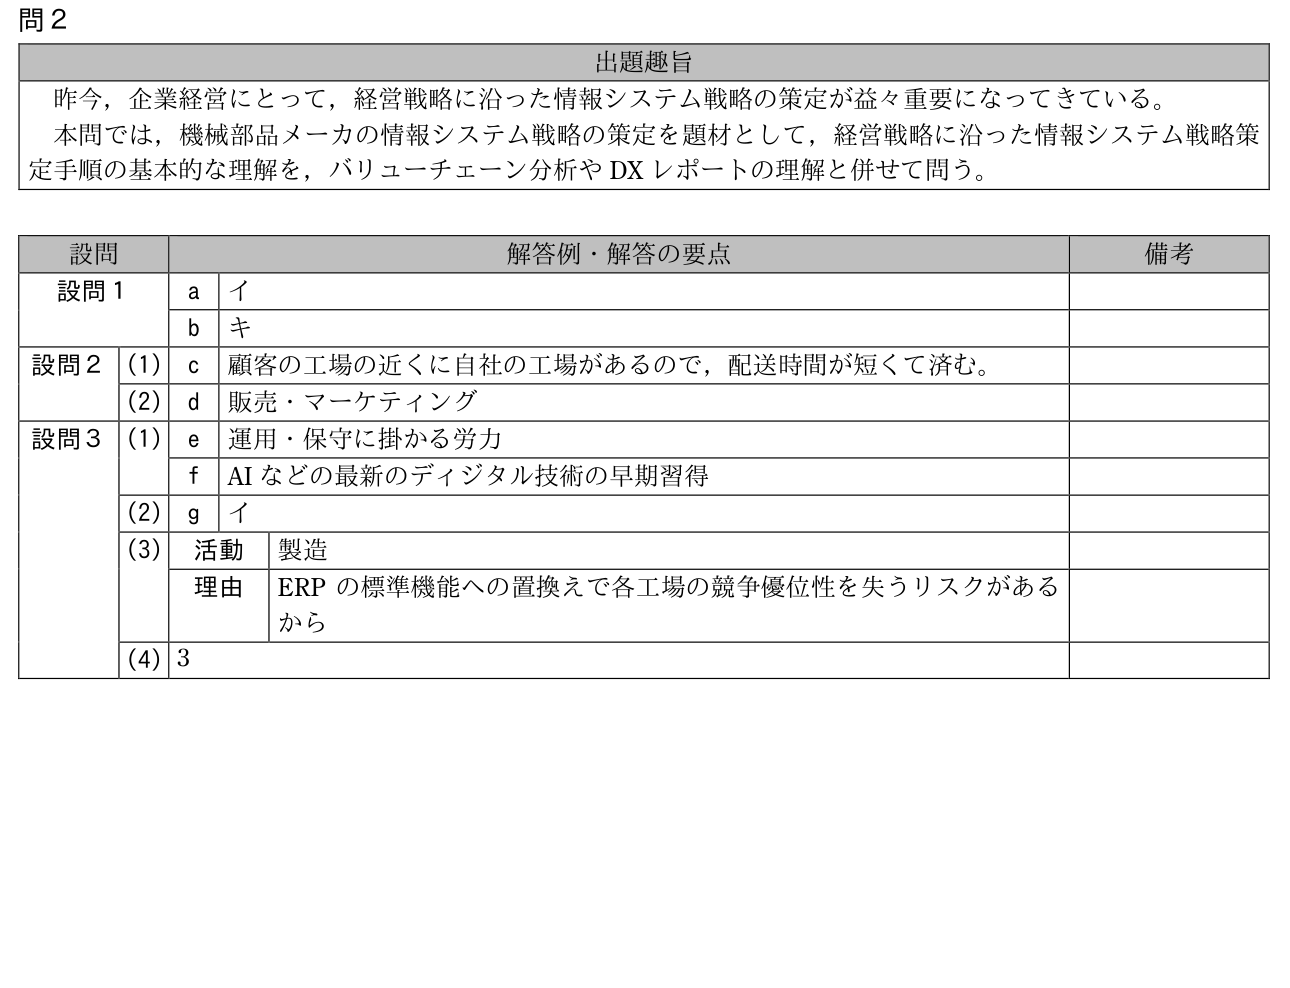 問２
出題趣旨
昨今，企業経営にとって，経営戦略に沿った情報システム戦略の策定が益々重要になってきている。
本問では，機械部品メーカの情報システム戦略の策定を題材として，経営戦略に沿った情報システム戦略策
定手順の基本的な理解を，バリューチェーン分析や DX レポートの理解と併せて問う。
設問 解答例・解答の要点 備考
設問１ a イ
b キ
設問２ (1) c 顧客の工場の近くに自社の工場があるので，配送時間が短くて済む。
(2) d 販売・マーケティング
設問３ (1) e 運用・保守に掛かる労力
f AI などの最新のディジタル技術の早期習得
(2) g イ
(3) 活動 製造
理由 ERP の標準機能への置換えで各工場の競争優位性を失うリスクがある
から
(4) 3